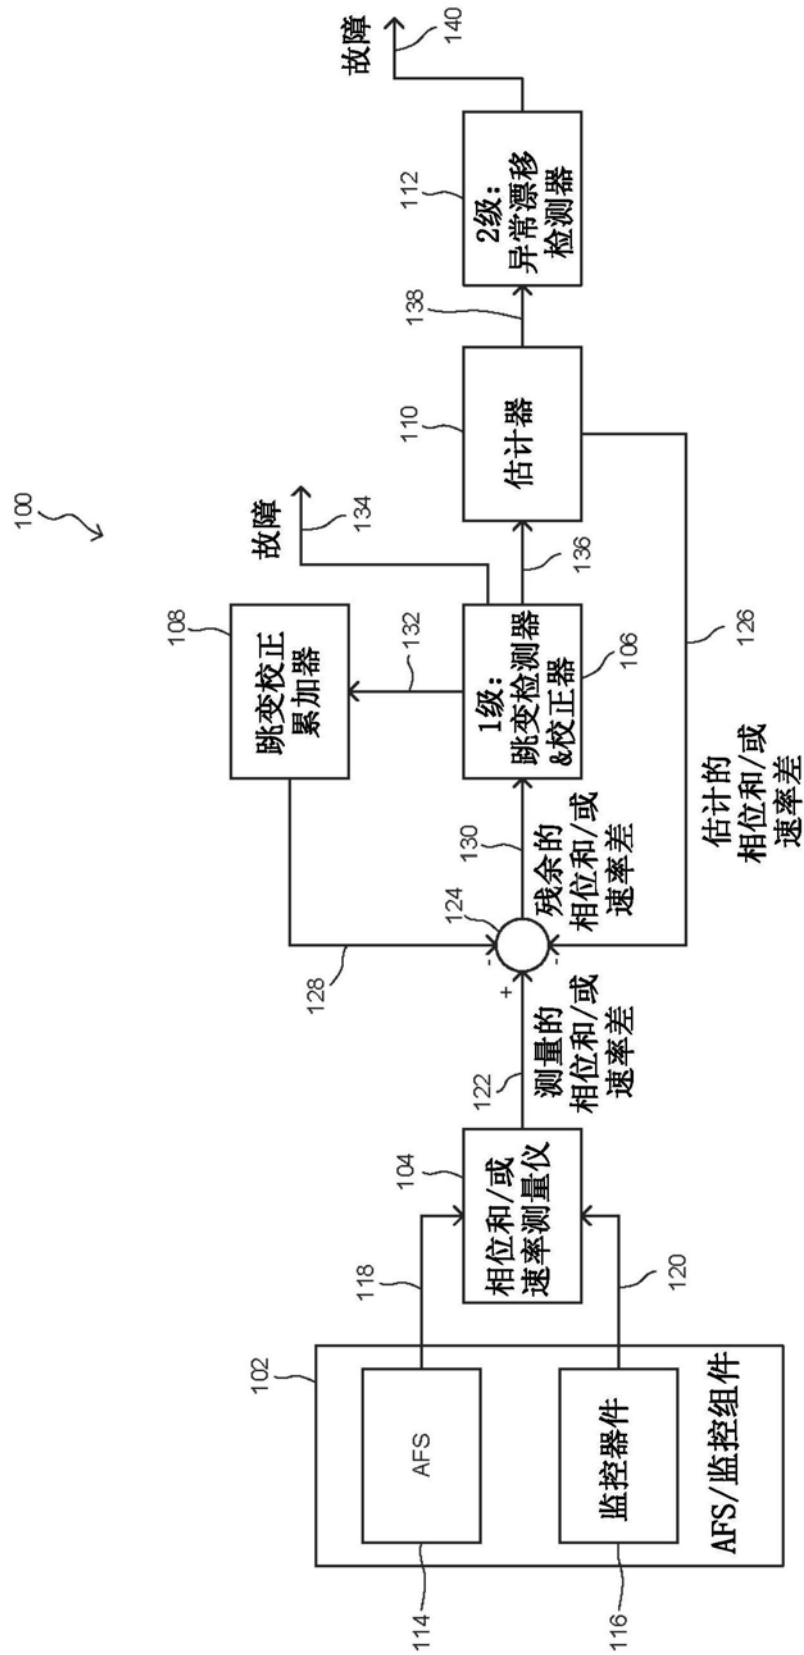 100
102
AFS
114
监控器件
116
AFS/监控组件
118
120
104
相位和/或
速率测量仪
122
测量的
相位和/或
速率差
+
-
-
124
128
130
残余的
相位和/或
速率差
108
跳变校正
累加器
132
1级：
跳变检测器
&校正器
106
故障
134
136
110
估计器
126
估计的
相位和/或
速率差
138
112
2级：
异常漂移
检测器
故障
140